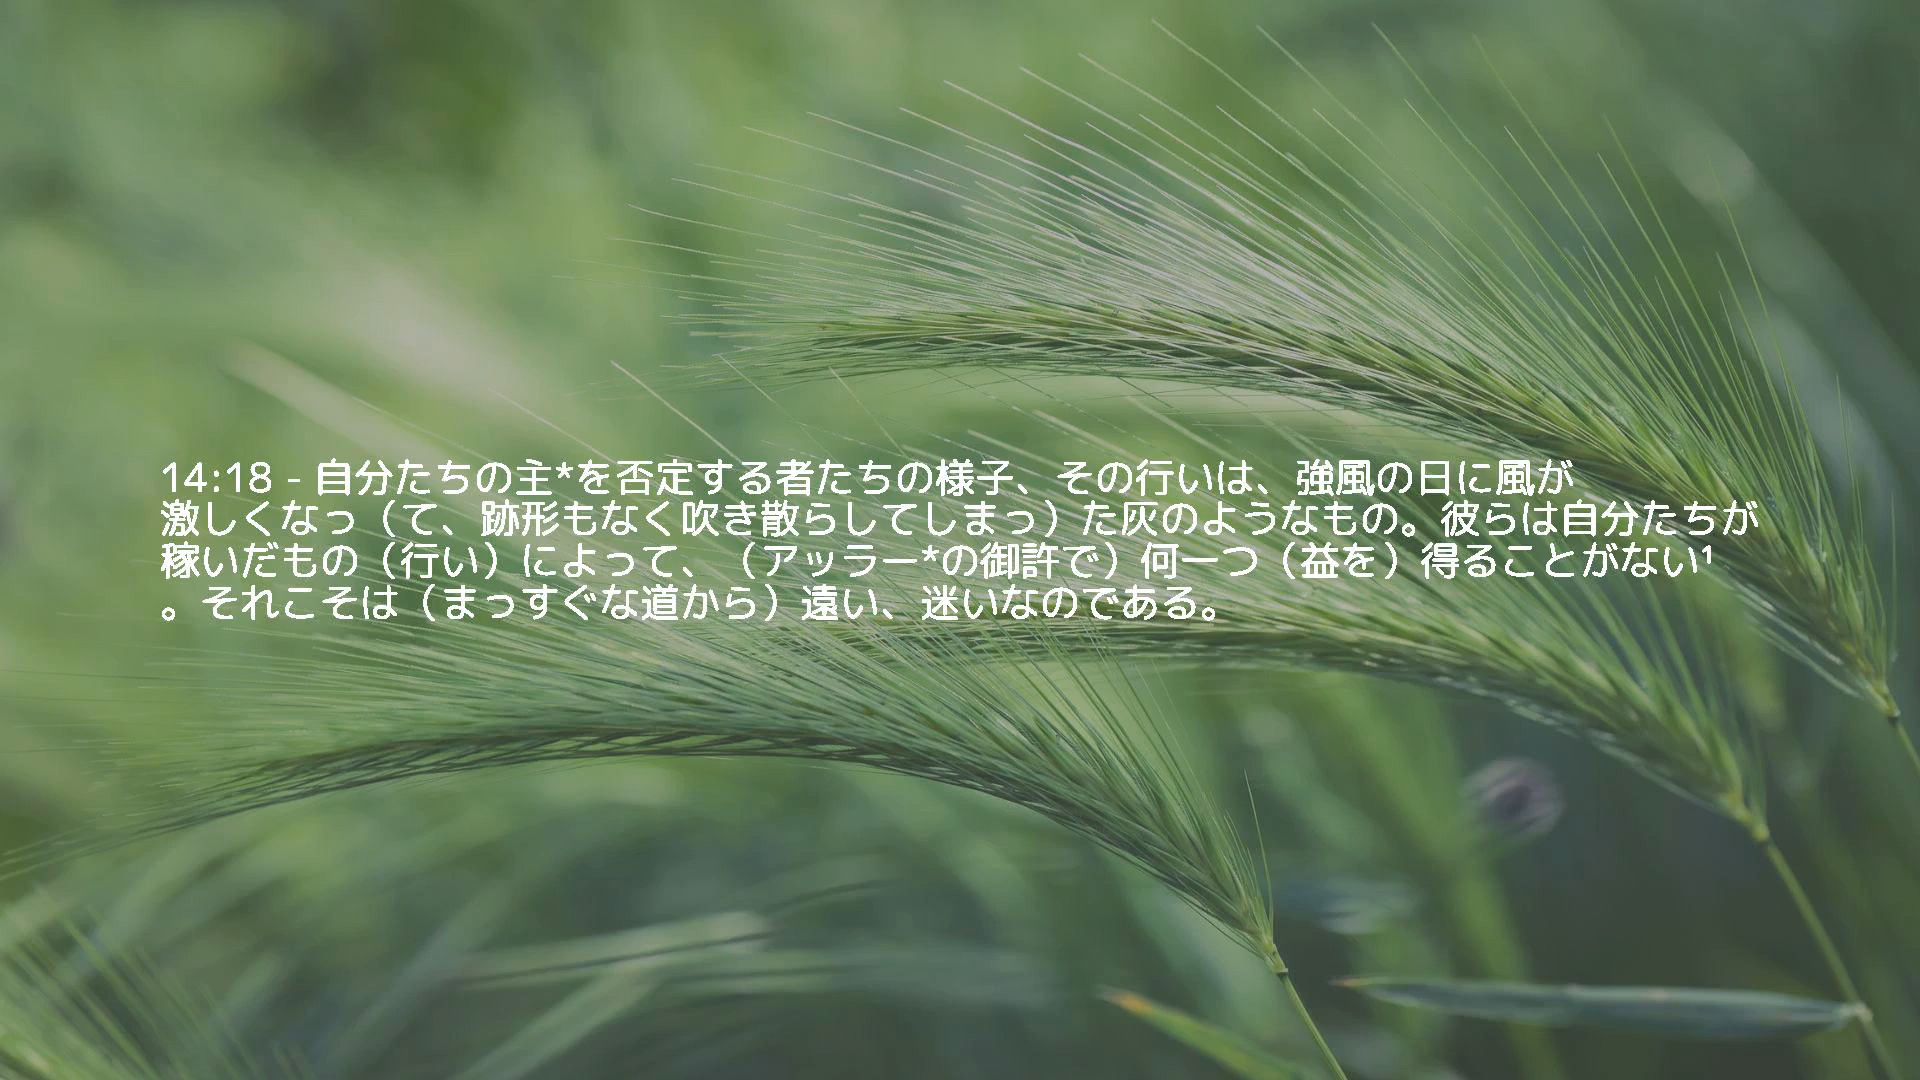 14:18 - 自分たちの主*を否定する者たちの様子、その行いは、強風の日に風が
激しくなっ（て、跡形もなく吹き散らしてしまっ）た灰のようなもの。彼らは自分たちが
稼いだもの（行い）によって、（アッラー*の御許で）何一つ（益を）得ることがない¹
。それこそは（まっすぐな道から）遠い、迷いなのである。